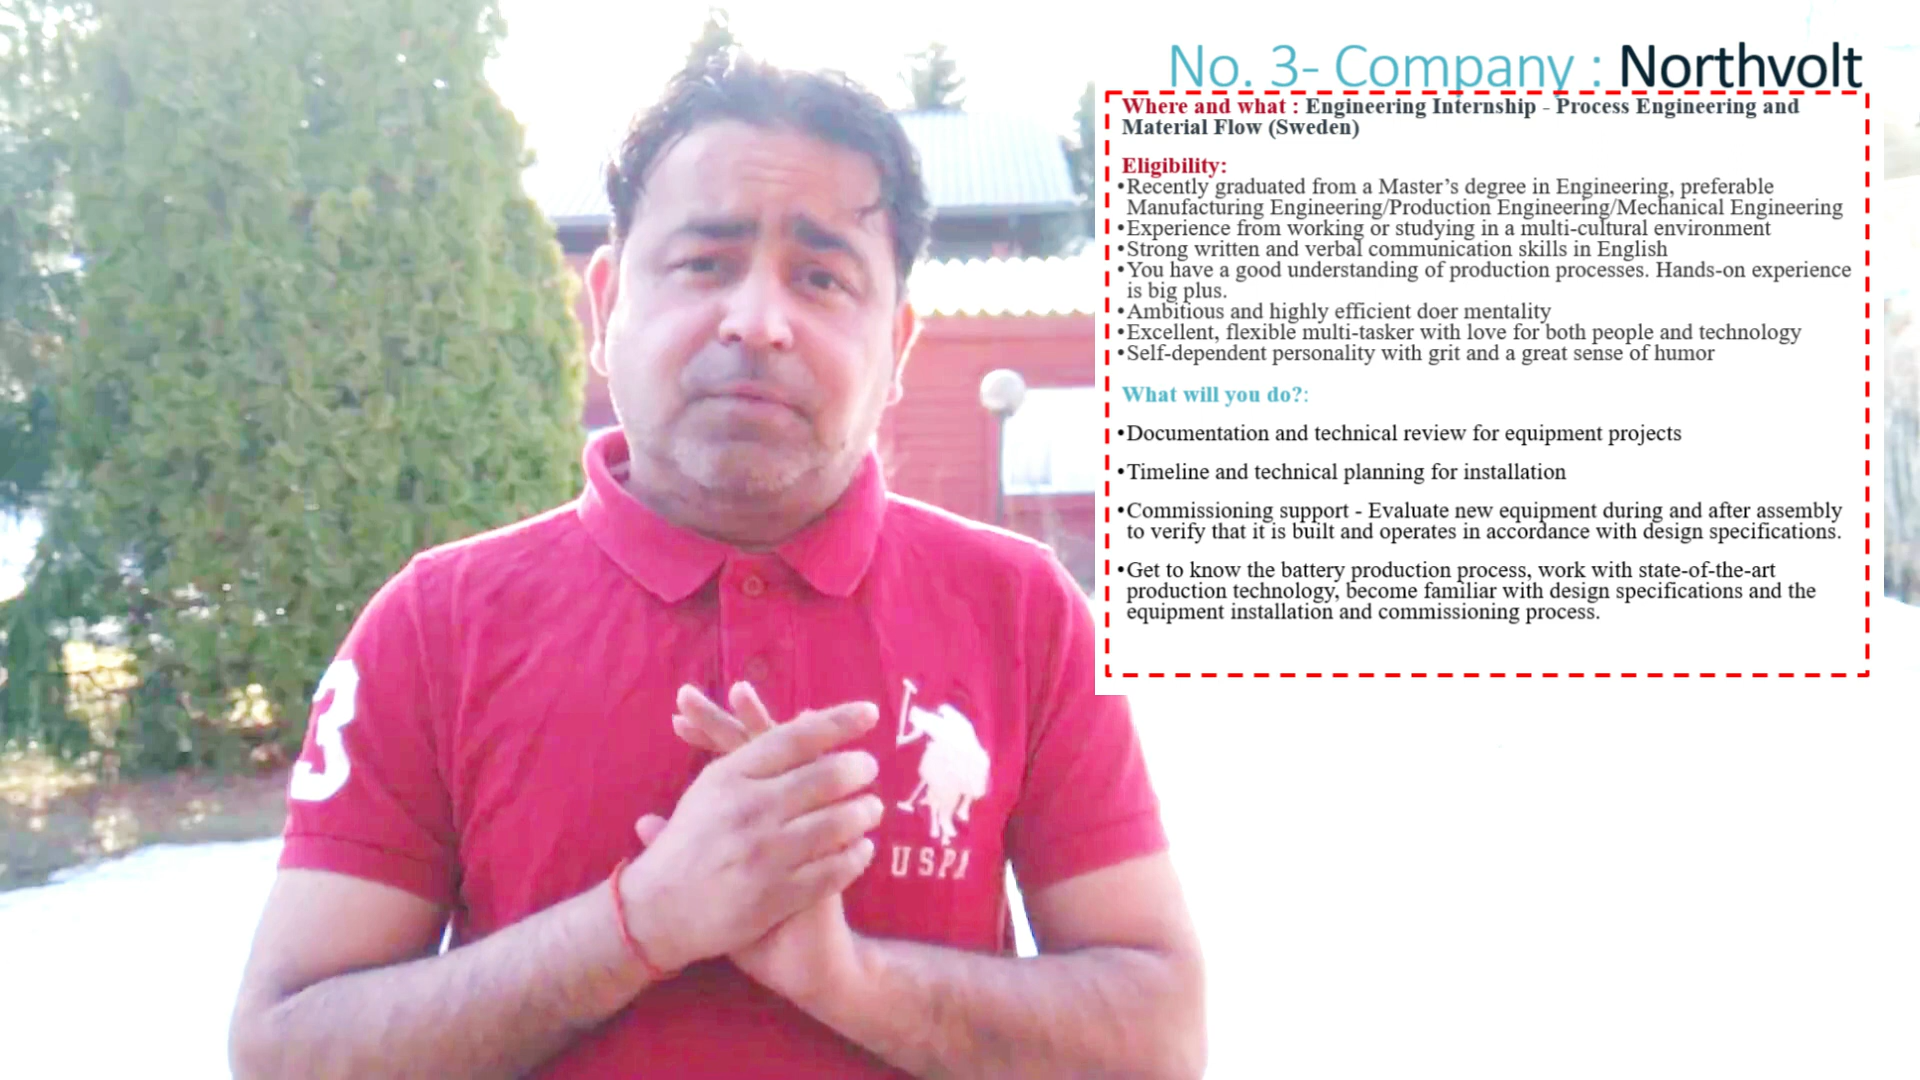 No. 3- Company : Northvolt
Where and what : Engineering Internship - Process Engineering and
Material Flow (Sweden)
Eligibility:
•Recently graduated from a Master’s degree in Engineering, preferable
Manufacturing Engineering/Production Engineering/Mechanical Engineering
•Experience from working or studying in a multi-cultural environment
•Strong written and verbal communication skills in English
•You have a good understanding of production processes. Hands-on experience
is big plus.
•Ambitious and highly efficient doer mentality
•Excellent, flexible multi-tasker with love for both people and technology
•Self-dependent personality with grit and a great sense of humor
What will you do?:
•Documentation and technical review for equipment projects
•Timeline and technical planning for installation
•Commissioning support - Evaluate new equipment during and after assembly
to verify that it is built and operates in accordance with design specifications.
•Get to know the battery production process, work with state-of-the-art
production technology, become familiar with design specifications and the
equipment installation and commissioning process.
3
USPA